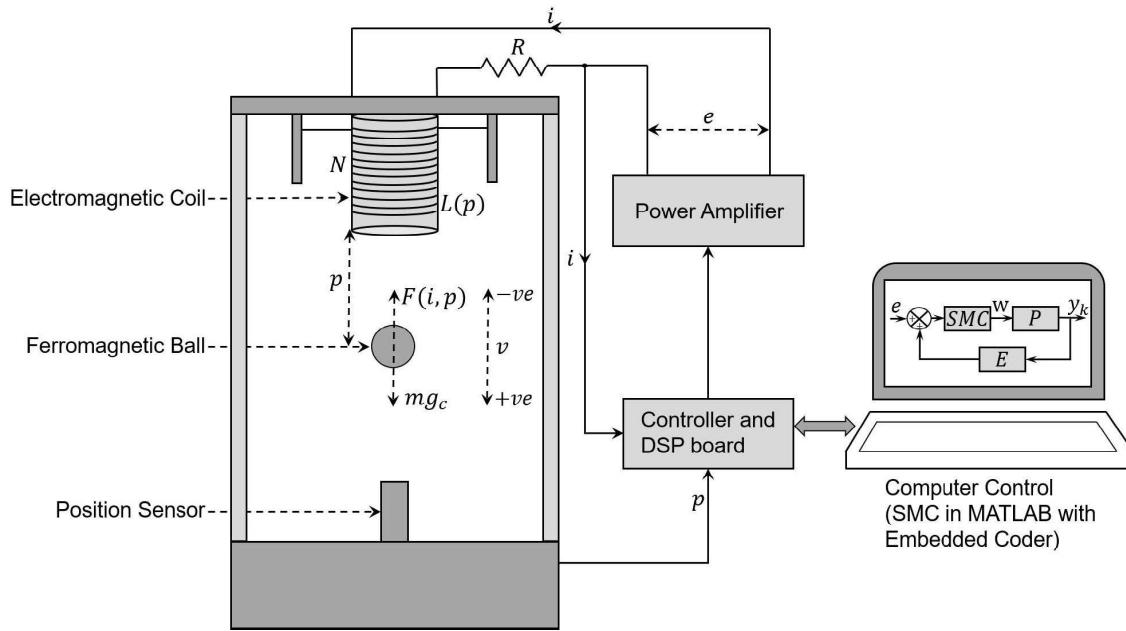 i
R
e
N
Electromagnetic Coil
L(p)
Power Amplifier
p
i
F(i, p)
−ve
Ferromagnetic Ball
v
mg_c
+ve
e
SMC
w
P
y_k
E
+
+
Controller and
DSP board
Position Sensor
p
Computer Control
(SMC in MATLAB with
Embedded Coder)